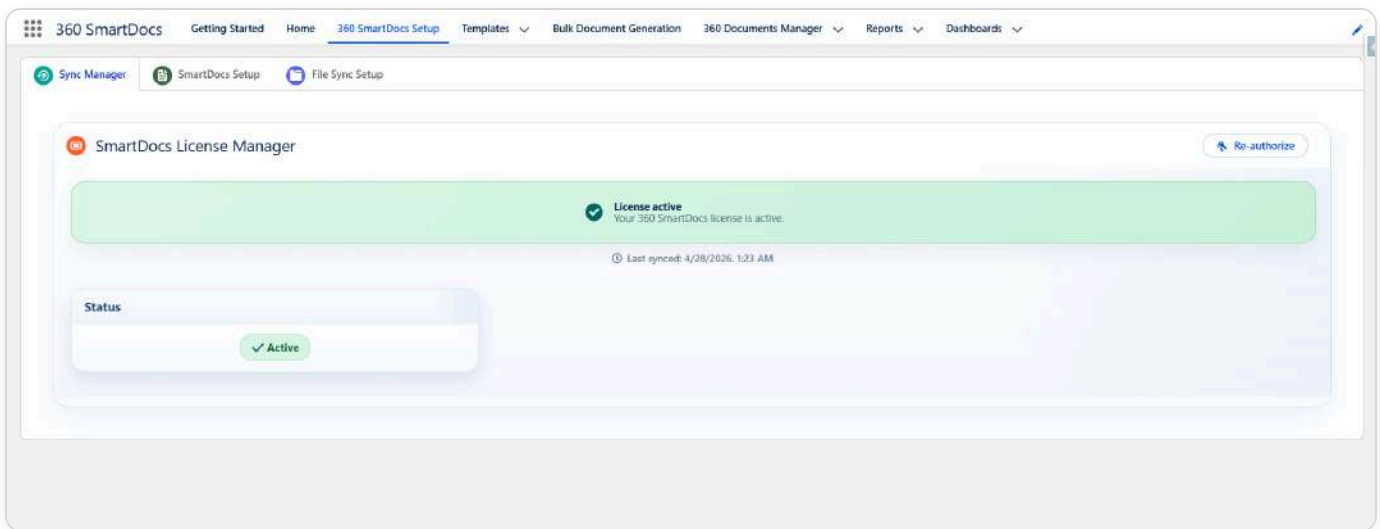 360 SmartDocs Getting Started Home 360 SmartDocs Setup Templates Bulk Document Generation 360 Documents Manager Reports Dashboards
Sync Manager SmartDocs Setup File Sync Setup
SmartDocs License Manager Re-authorize
License active
Your 360 SmartDocs license is active.
Last synced: 4/28/2026, 1:23 AM
Status
Active